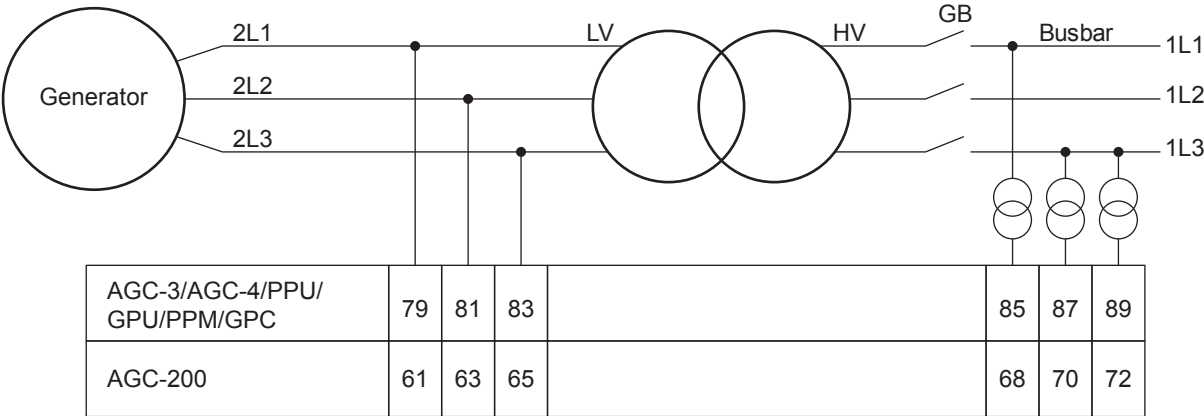 GB
2L1
LV
HV
Busbar
1L1
Generator
2L2
1L2
2L3
1L3
AGC-3/AGC-4/PPU/
GPU/PPM/GPC
79 81 83 85 87 89
AGC-200 61 63 65 68 70 72